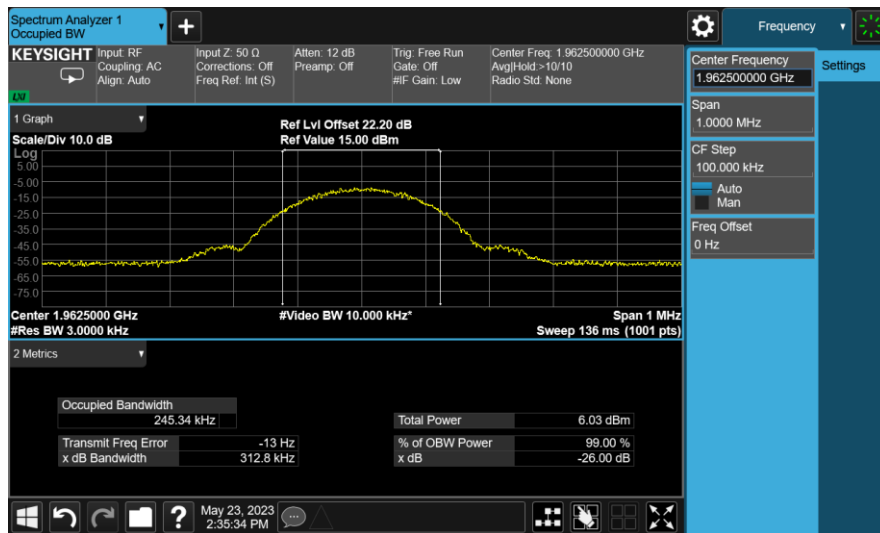 Spectrum Analyzer 1
Occupied BW
Frequency
KEYSIGHT
Input: RF
Coupling: AC
Align: Auto
Input Z: 50 Ω
Corrections: Off
Freq Ref: Int (S)
Atten: 12 dB
Preamp: Off
Trig: Free Run
Gate: Off
#IF Gain: Low
Center Freq: 1.962500000 GHz
Avg|Hold:>10/10
Radio Std: None
LXI
Center Frequency
1.962500000 GHz
Settings
Span
1.0000 MHz
CF Step
100.000 kHz
Auto
Man
Freq Offset
0 Hz
1 Graph
Scale/Div 10.0 dB
Ref Lvl Offset 22.20 dB
Ref Value 15.00 dBm
Log
5.00
-5.00
-15.0
-25.0
-35.0
-45.0
-55.0
-65.0
-75.0
Center 1.9625000 GHz
#Video BW 10.000 kHz*
Span 1 MHz
#Res BW 3.0000 kHz
Sweep 136 ms (1001 pts)
2 Metrics
Occupied Bandwidth
245.34 kHz
Total Power 6.03 dBm
Transmit Freq Error -13 Hz
% of OBW Power 99.00 %
x dB Bandwidth 312.8 kHz
x dB -26.00 dB
?
May 23, 2023
2:35:34 PM